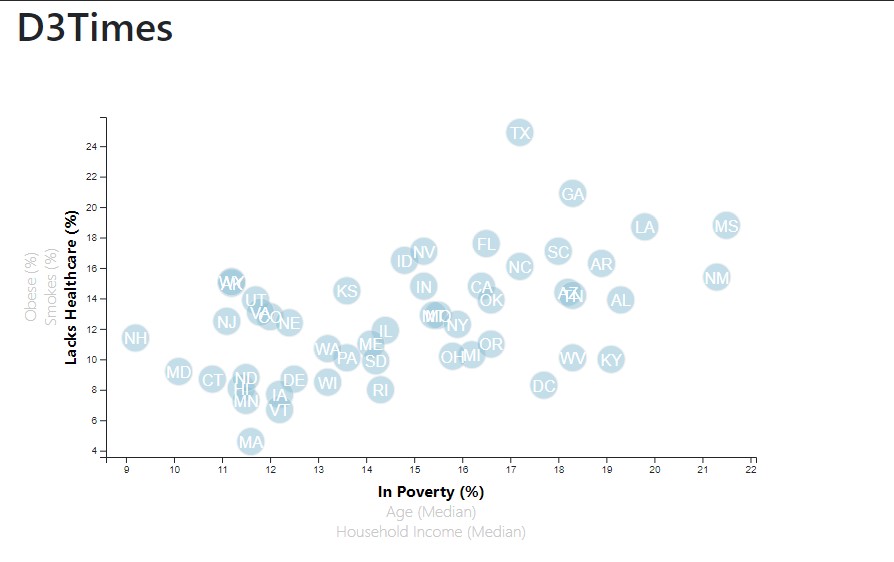 D3Times
Obese (%)
Smokes (%)
Lacks Healthcare (%)
24
22
20
18
16
14
12
10
8
6
4
TX
GA
LA
MS
FL
NV
SC
ID
NC
AR
NM
AK
KS
IN
CA
AZ
TN
UT
OK
AL
VA
CO
NE
NJ
MT
NY
IL
NH
ME
OR
WA
PA
SD
OH
MI
WV
KY
MD
CT
ND
DE
WI
DC
HI
RI
MN
IA
VT
MA
9
10
11
12
13
14
15
16
17
18
19
20
21
22
In Poverty (%)
Age (Median)
Household Income (Median)